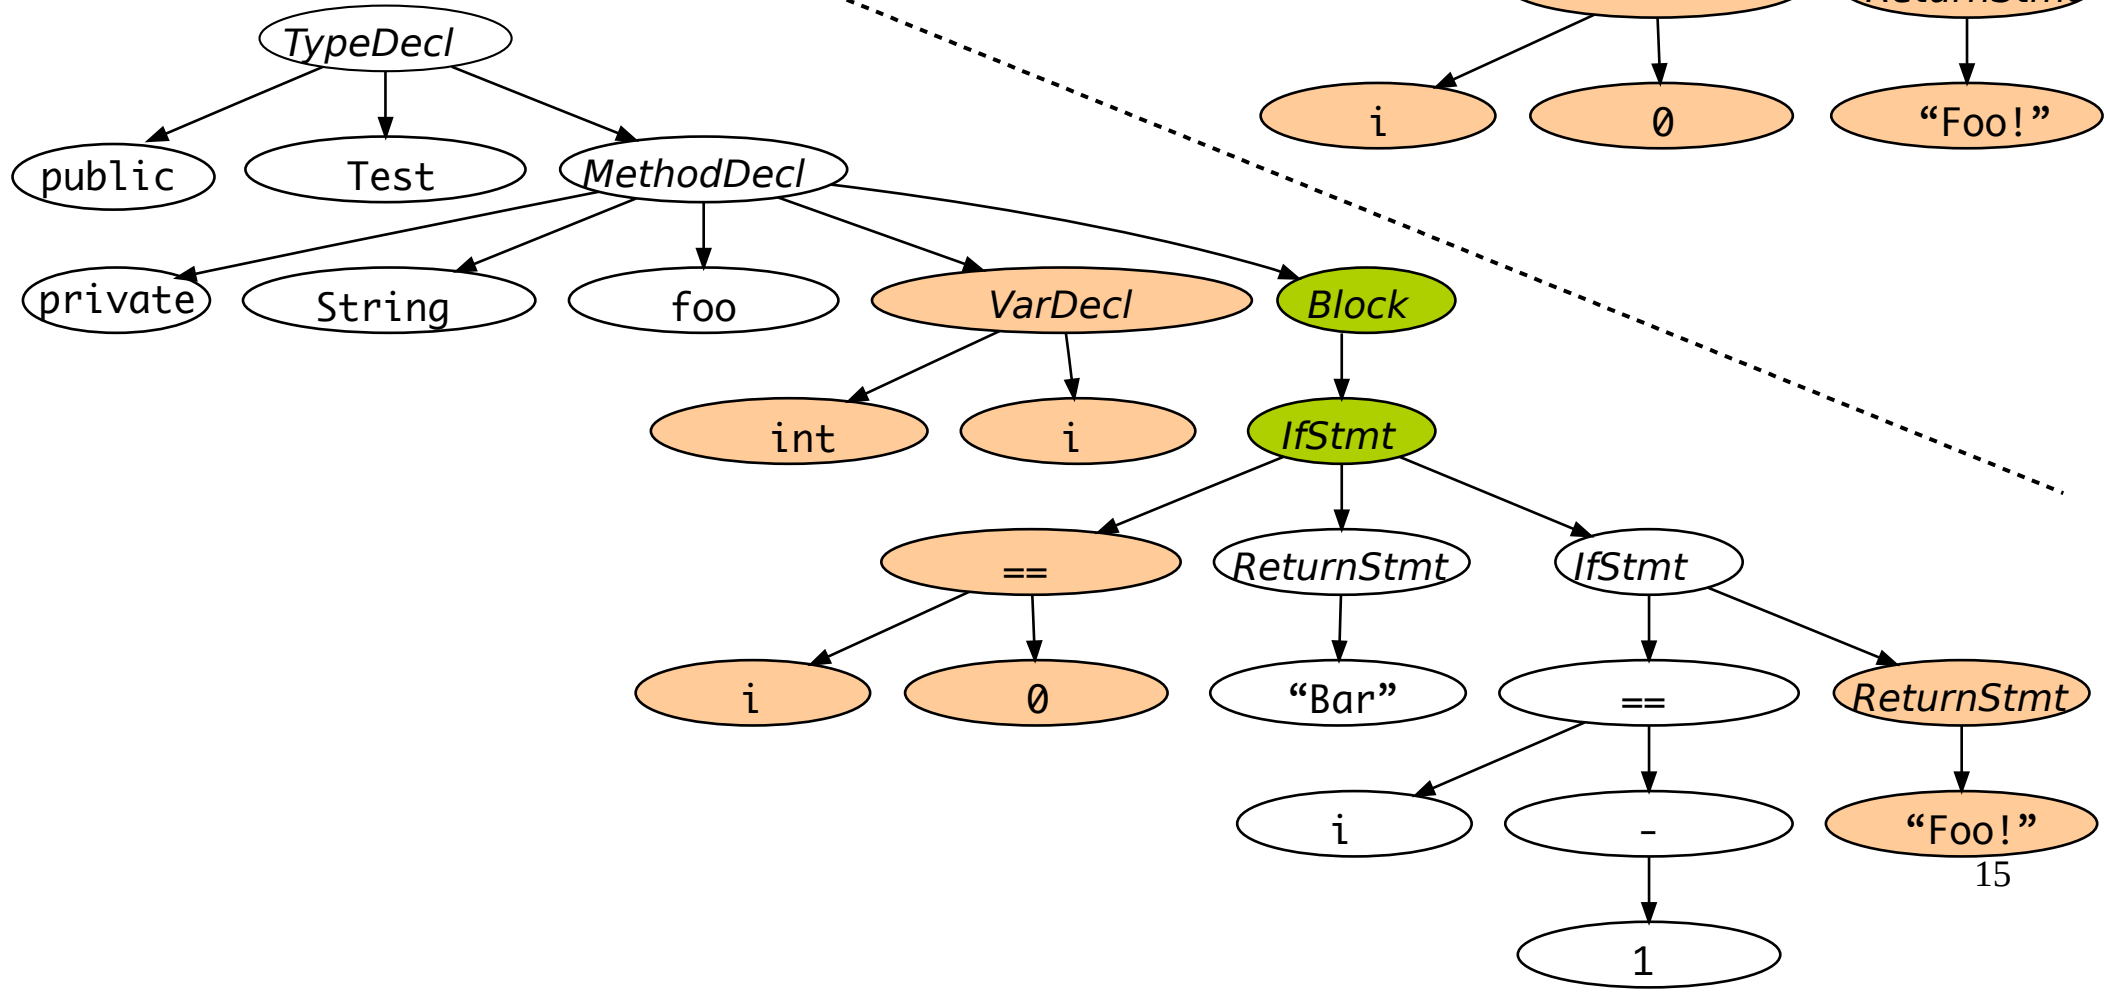 TypeDecl
ReturnStmt
i
0
“Foo!”
public
Test
MethodDecl
private
String
foo
VarDecl
Block
int
i
IfStmt
==
ReturnStmt
IfStmt
i
0
“Bar”
==
ReturnStmt
i
-
“Foo!”
15
1